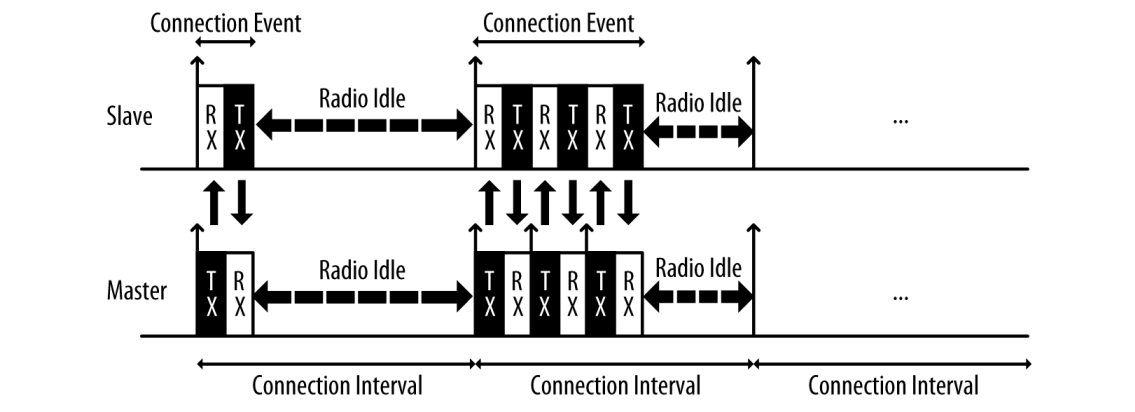 Connection Event Connection Event
Slave RX TX Radio Idle RX TX RX TX RX TX Radio Idle ...
Master TX RX Radio Idle TX RX TX RX TX RX Radio Idle ...
Connection Interval Connection Interval Connection Interval